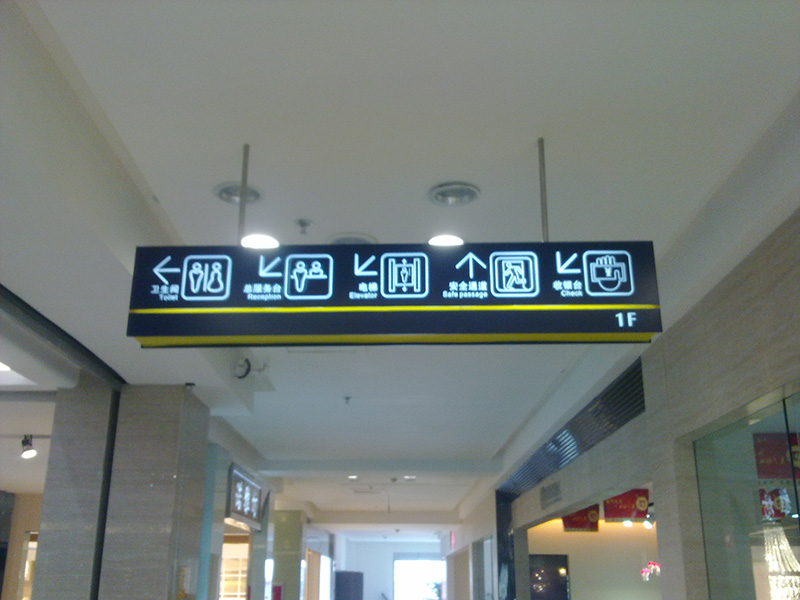 卫生间
Toilet
总服务台
Reception
电梯
Elevator
安全通道
Safe passage
收银台
Check
1F